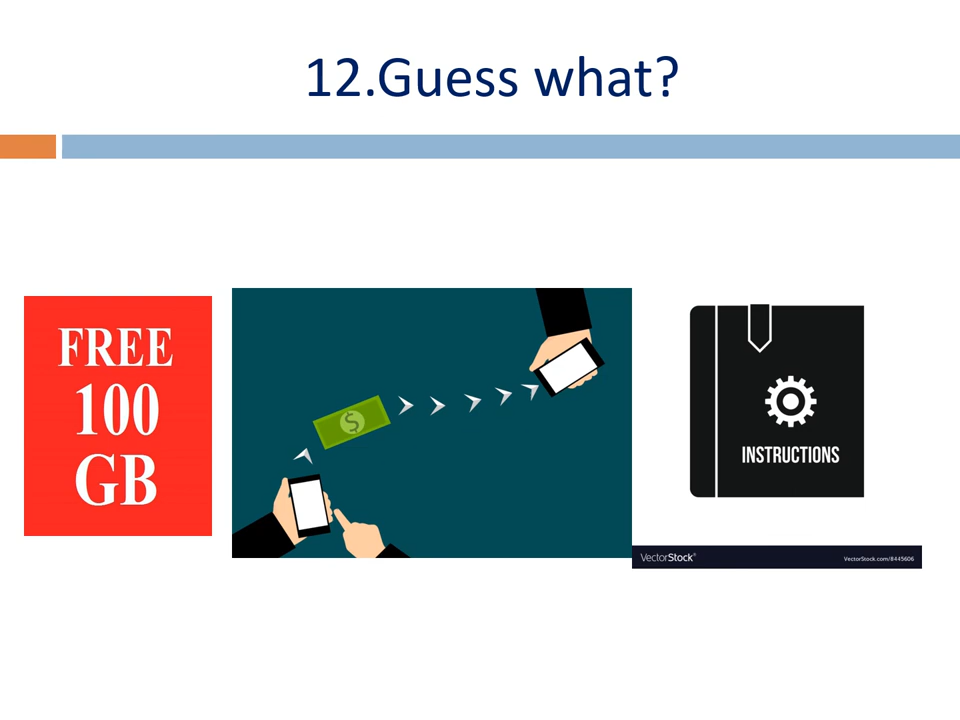 12.Guess what?
FREE
100
GB
$
INSTRUCTIONS
VectorStock®
VectorStock.com/8445606